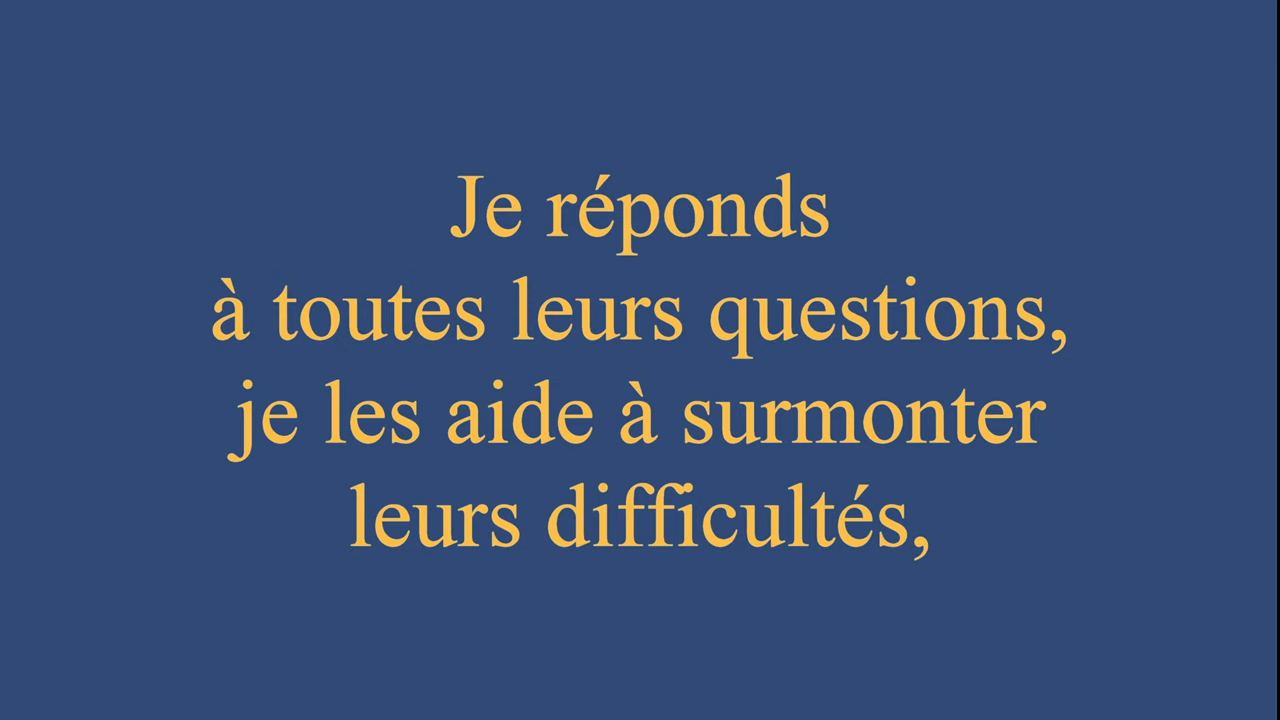 Je réponds
à toutes leurs questions,
je les aide à surmonter
leurs difficultés,